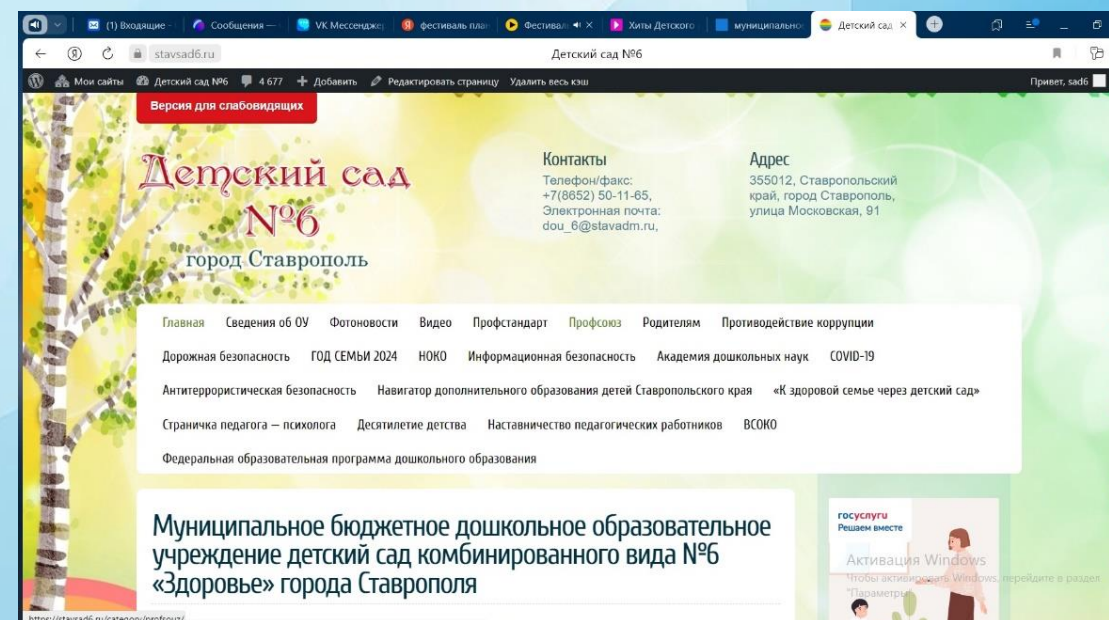 (1) Входящие -
Сообщения —
VK Мессенджер
фестиваль план
Фестивал
Хиты Детского
муниципально
Детский сад
stavsad6.ru
Детский сад №6
Мои сайты Детский сад №6 4 677 + Добавить Редактировать страницу Удалить весь кэш
Привет, sad6
Версия для слабовидящих
Детский сад
№6
город Ставрополь
Контакты
Телефон/факс:
+7(8652) 50-11-65,
Электронная почта:
dou_6@stavadm.ru,
Адрес
355012, Ставропольский
край, город Ставрополь,
улица Московская, 91
Главная Сведения об ОУ Фотоновости Видео Профстандарт Профсоюз Родителям Противодействие коррупции
Дорожная безопасность ГОД СЕМЬИ 2024 НОКО Информационная безопасность Академия дошкольных наук COVID-19
Антитеррористическая безопасность Навигатор дополнительного образования детей Ставропольского края «К здоровой семье через детский сад»
Страничка педагога — психолога Десятилетие детства Наставничество педагогических работников ВСОКО
Федеральная образовательная программа дошкольного образования
Муниципальное бюджетное дошкольное образовательное
учреждение детский сад комбинированного вида №6
«Здоровье» города Ставрополя
госуслуги
Решаем вместе
Активация Windows
Чтобы активировать Windows, перейдите в раздел
"Параметры".
https://stavsad6.ru/category/profsouz/